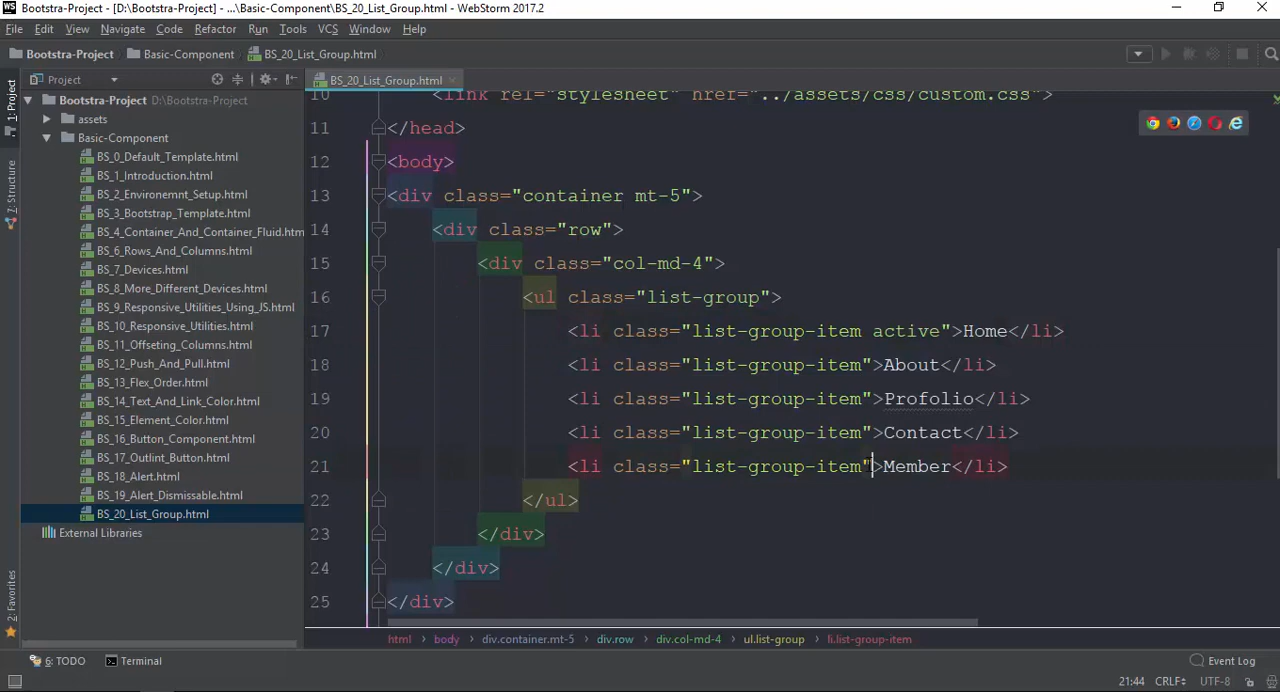 WS Bootstra-Project - [D:\Bootstra-Project] - ...\Basic-Component\BS_20_List_Group.html - WebStorm 2017.2
File Edit View Navigate Code Refactor Run Tools VCS Window Help
Bootstra-Project Basic-Component BS_20_List_Group.html
1: Project
7: Structure
2: Favorites
Project
Bootstra-Project D:\Bootstra-Project
assets
Basic-Component
BS_0_Default_Template.html
BS_1_Introduction.html
BS_2_Environemnt_Setup.html
BS_3_Bootstrap_Template.html
BS_4_Container_And_Container_Fluid.htm
BS_6_Rows_And_Columns.html
BS_7_Devices.html
BS_8_More_Different_Devices.html
BS_9_Responsive_Utilities_Using_JS.html
BS_10_Responsive_Utilities.html
BS_11_Offseting_Columns.html
BS_12_Push_And_Pull.html
BS_13_Flex_Order.html
BS_14_Text_And_Link_Color.html
BS_15_Element_Color.html
BS_16_Button_Component.html
BS_17_Outlint_Button.html
BS_18_Alert.html
BS_19_Alert_Dismissable.html
BS_20_List_Group.html
External Libraries
BS_20_List_Group.html
10 <link rel="stylesheet" href="../assets/css/custom.css">
11 </head>
12 <body>
13 <div class="container mt-5">
14 <div class="row">
15 <div class="col-md-4">
16 <ul class="list-group">
17 <li class="list-group-item active">Home</li>
18 <li class="list-group-item">About</li>
19 <li class="list-group-item">Profolio</li>
20 <li class="list-group-item">Contact</li>
21 <li class="list-group-item">Member</li>
22 </ul>
23 </div>
24 </div>
25 </div>
html body div.container.mt-5 div.row div.col-md-4 ul.list-group li.list-group-item
6: TODO Terminal Event Log
21:44 CRLF UTF-8